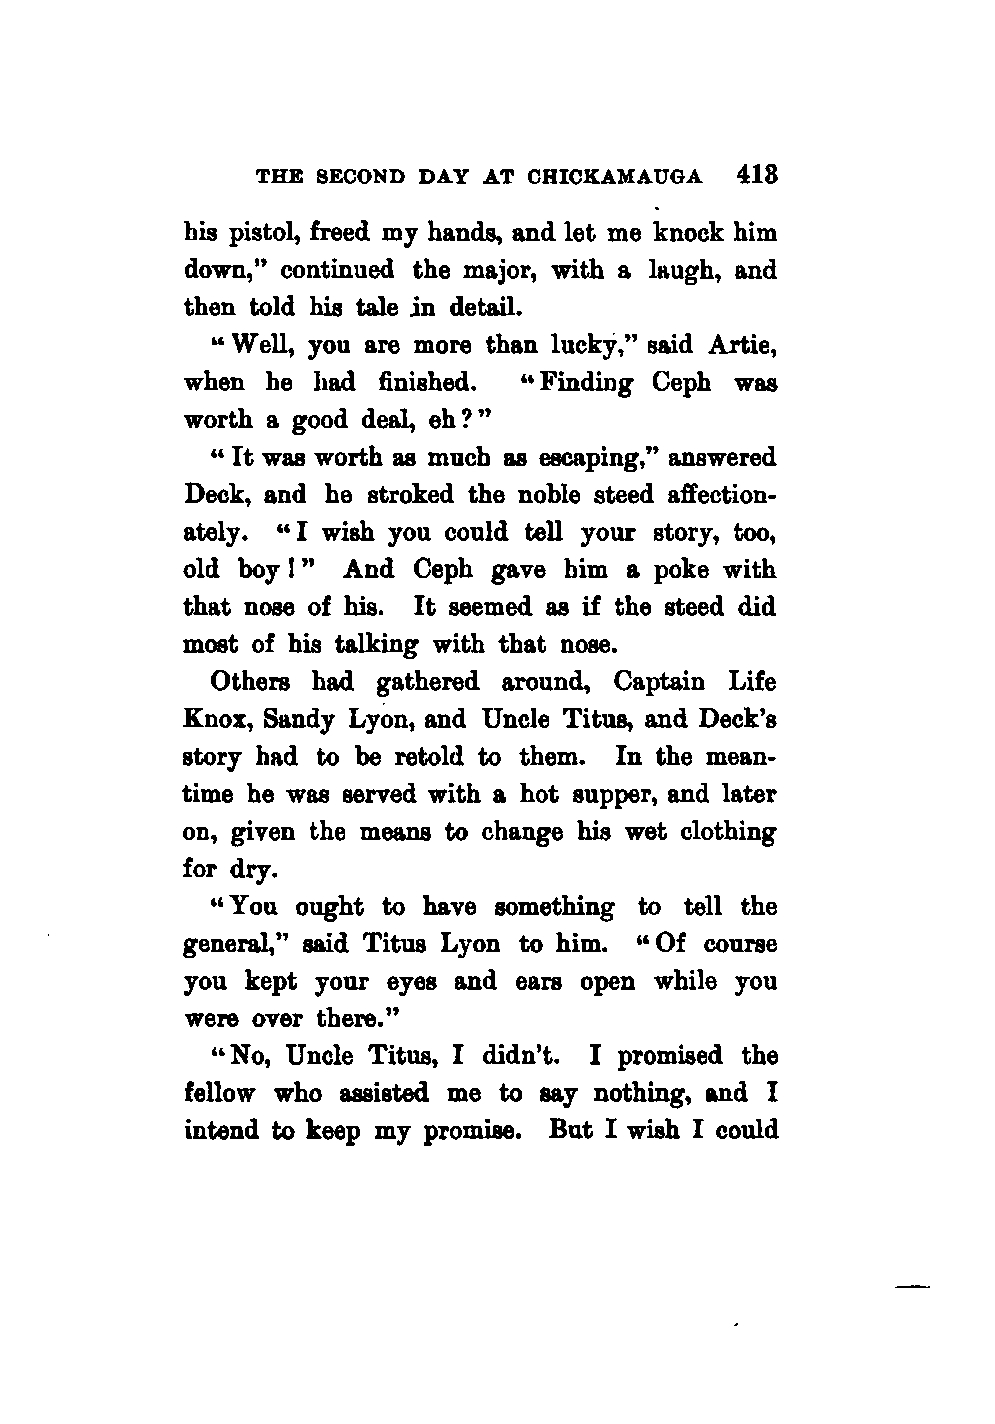 THE SECOND DAY AT CHICKAMAUGA 413
his pistol, freed my hands, and let me knock him
down," continued the major, with a laugh, and
then told his tale in detail.
"Well, you are more than lucky," said Artie,
when he had finished. "Finding Ceph was
worth a good deal, eh?"
"It was worth as much as escaping," answered
Deck, and he stroked the noble steed affection-
ately. "I wish you could tell your story, too,
old boy!" And Ceph gave him a poke with
that nose of his. It seemed as if the steed did
most of his talking with that nose.
Others had gathered around, Captain Life
Knox, Sandy Lyon, and Uncle Titus, and Deck's
story had to be retold to them. In the mean-
time he was served with a hot supper, and later
on, given the means to change his wet clothing
for dry.
"You ought to have something to tell the
general," said Titus Lyon to him. "Of course
you kept your eyes and ears open while you
were over there."
"No, Uncle Titus, I didn't. I promised the
fellow who assisted me to say nothing, and I
intend to keep my promise. But I wish I could